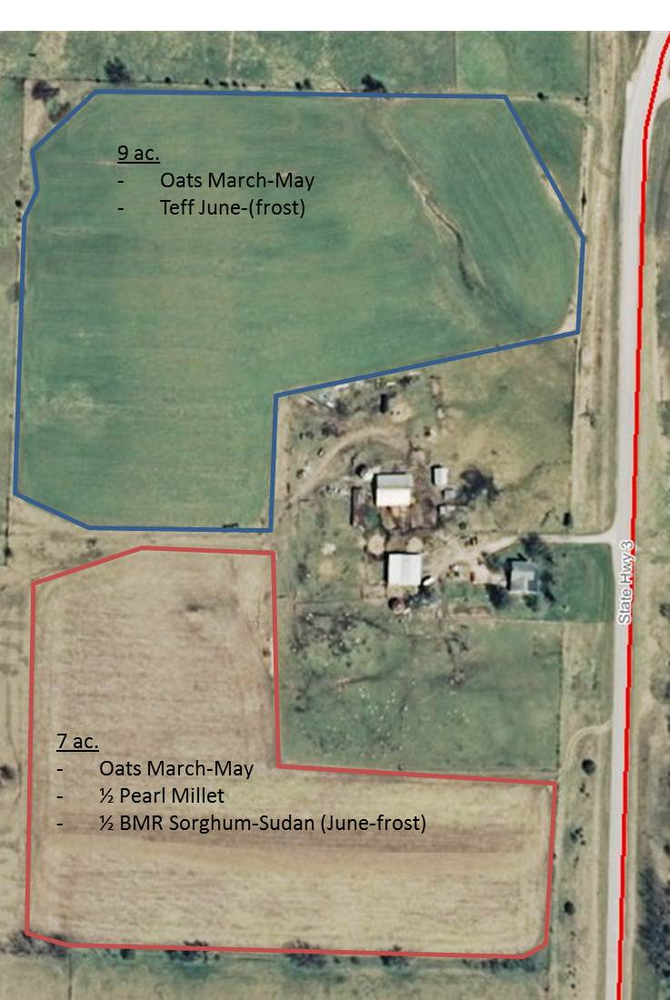 9 ac.
- Oats March-May
- Teff June-(frost)
State Hwy 3
7 ac.
- Oats March-May
- ½ Pearl Millet
- ½ BMR Sorghum-Sudan (June-frost)